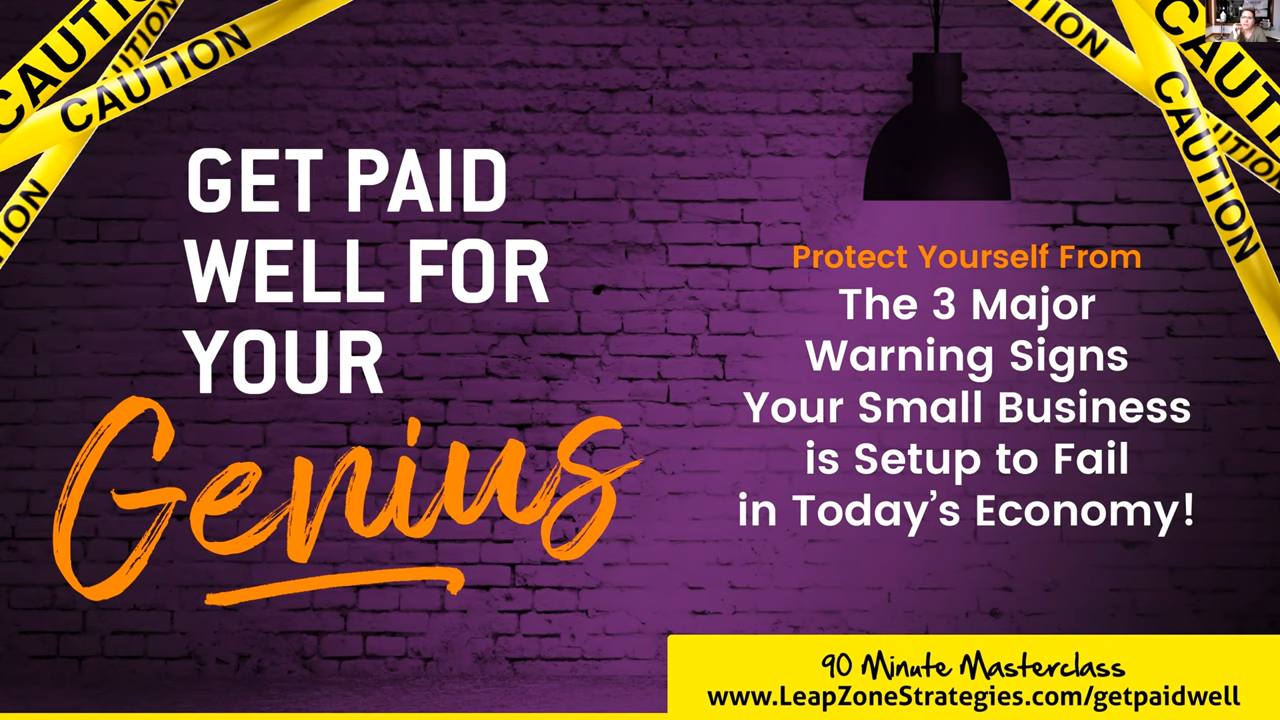 CAUTION
CAUTION
CAUTION
CAUTION
CAUTION
CAUTION
GET PAID
WELL FOR
YOUR
Genius
Protect Yourself From
The 3 Major
Warning Signs
Your Small Business
is Setup to Fail
in Today's Economy!
90 Minute Masterclass
www.LeapZoneStrategies.com/getpaidwell